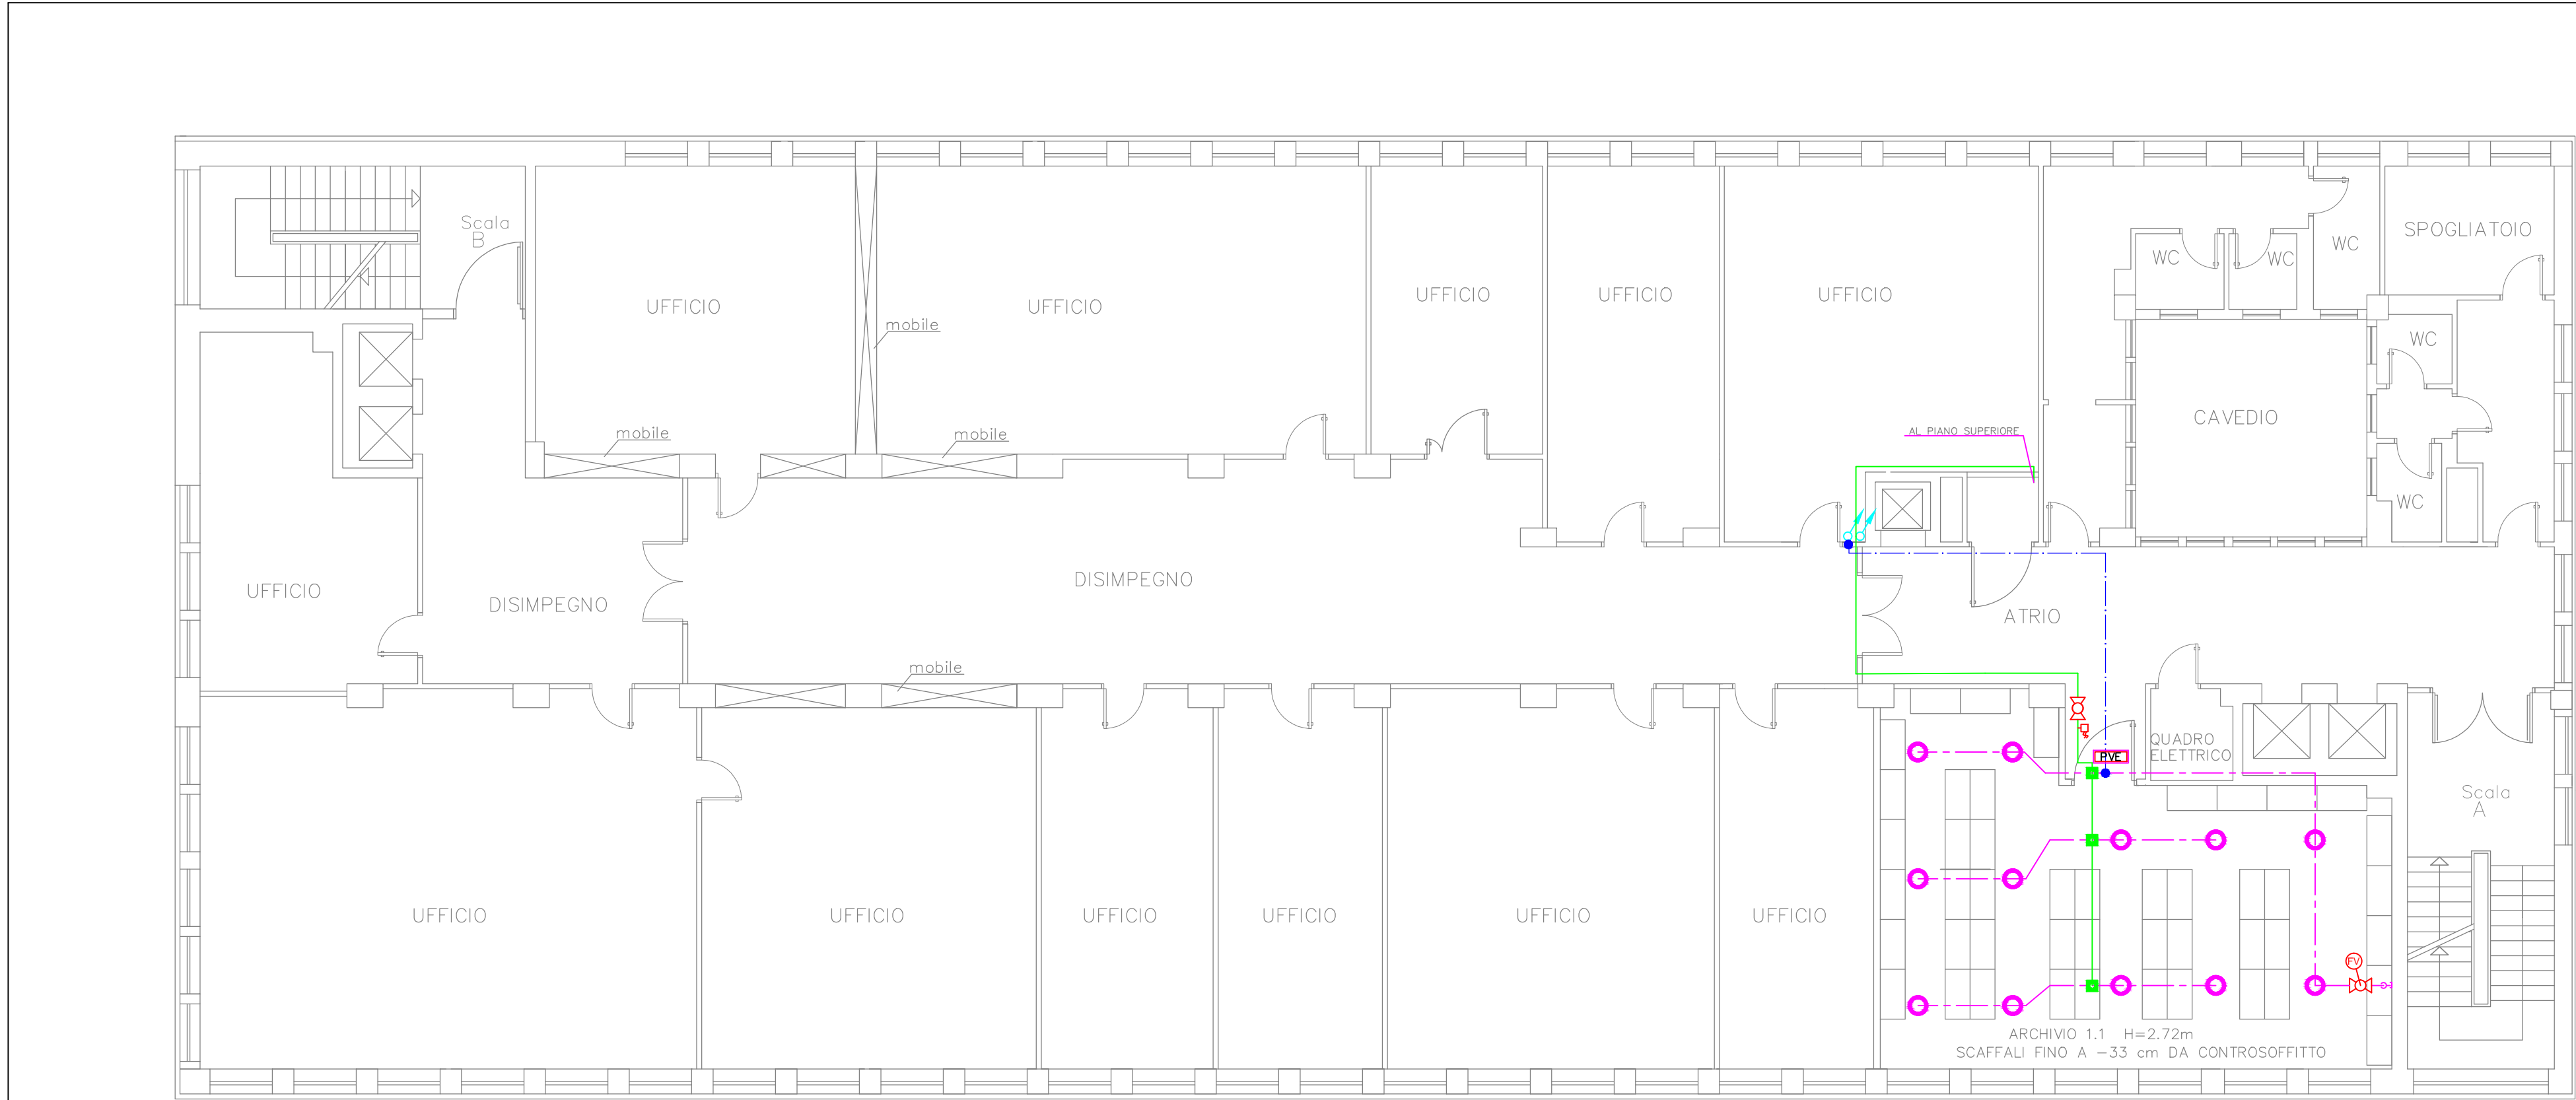 Scala
B
SPOGLIATOIO
WC
WC
WC
UFFICIO
UFFICIO
UFFICIO
UFFICIO
UFFICIO
mobile
WC
CAVEDIO
mobile
mobile
AL PIANO SUPERIORE
WC
UFFICIO
DISIMPEGNO
DISIMPEGNO
ATRIO
mobile
QUADRO
ELETTRICO
RVE
Scala
A
UFFICIO
UFFICIO
UFFICIO
UFFICIO
UFFICIO
UFFICIO
FV
ARCHIVIO 1.1 H=2.72m
SCAFFALI FINO A -33 cm DA CONTROSOFFITTO